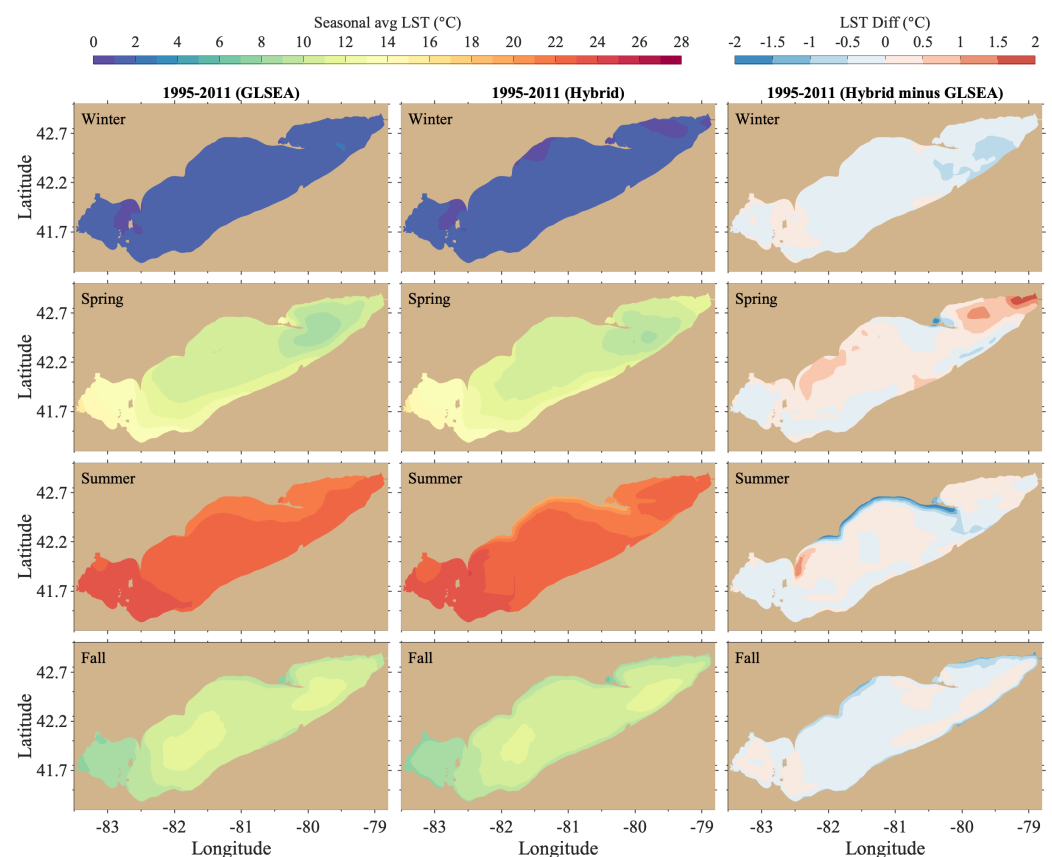 Seasonal avg LST (°C)
LST Diff (°C)
0 2 4 6 8 10 12 14 16 18 20 22 24 26 28
-2 -1.5 -1 -0.5 0 0.5 1 1.5 2
1995-2011 (GLSEA)
1995-2011 (Hybrid)
1995-2011 (Hybrid minus GLSEA)
Latitude
42.7
42.2
41.7
Winter
Winter
Winter
Latitude
42.7
42.2
41.7
Spring
Spring
Spring
Latitude
42.7
42.2
41.7
Summer
Summer
Summer
Latitude
42.7
42.2
41.7
Fall
Fall
Fall
-83 -82 -81 -80 -79
-83 -82 -81 -80 -79
-83 -82 -81 -80 -79
Longitude
Longitude
Longitude